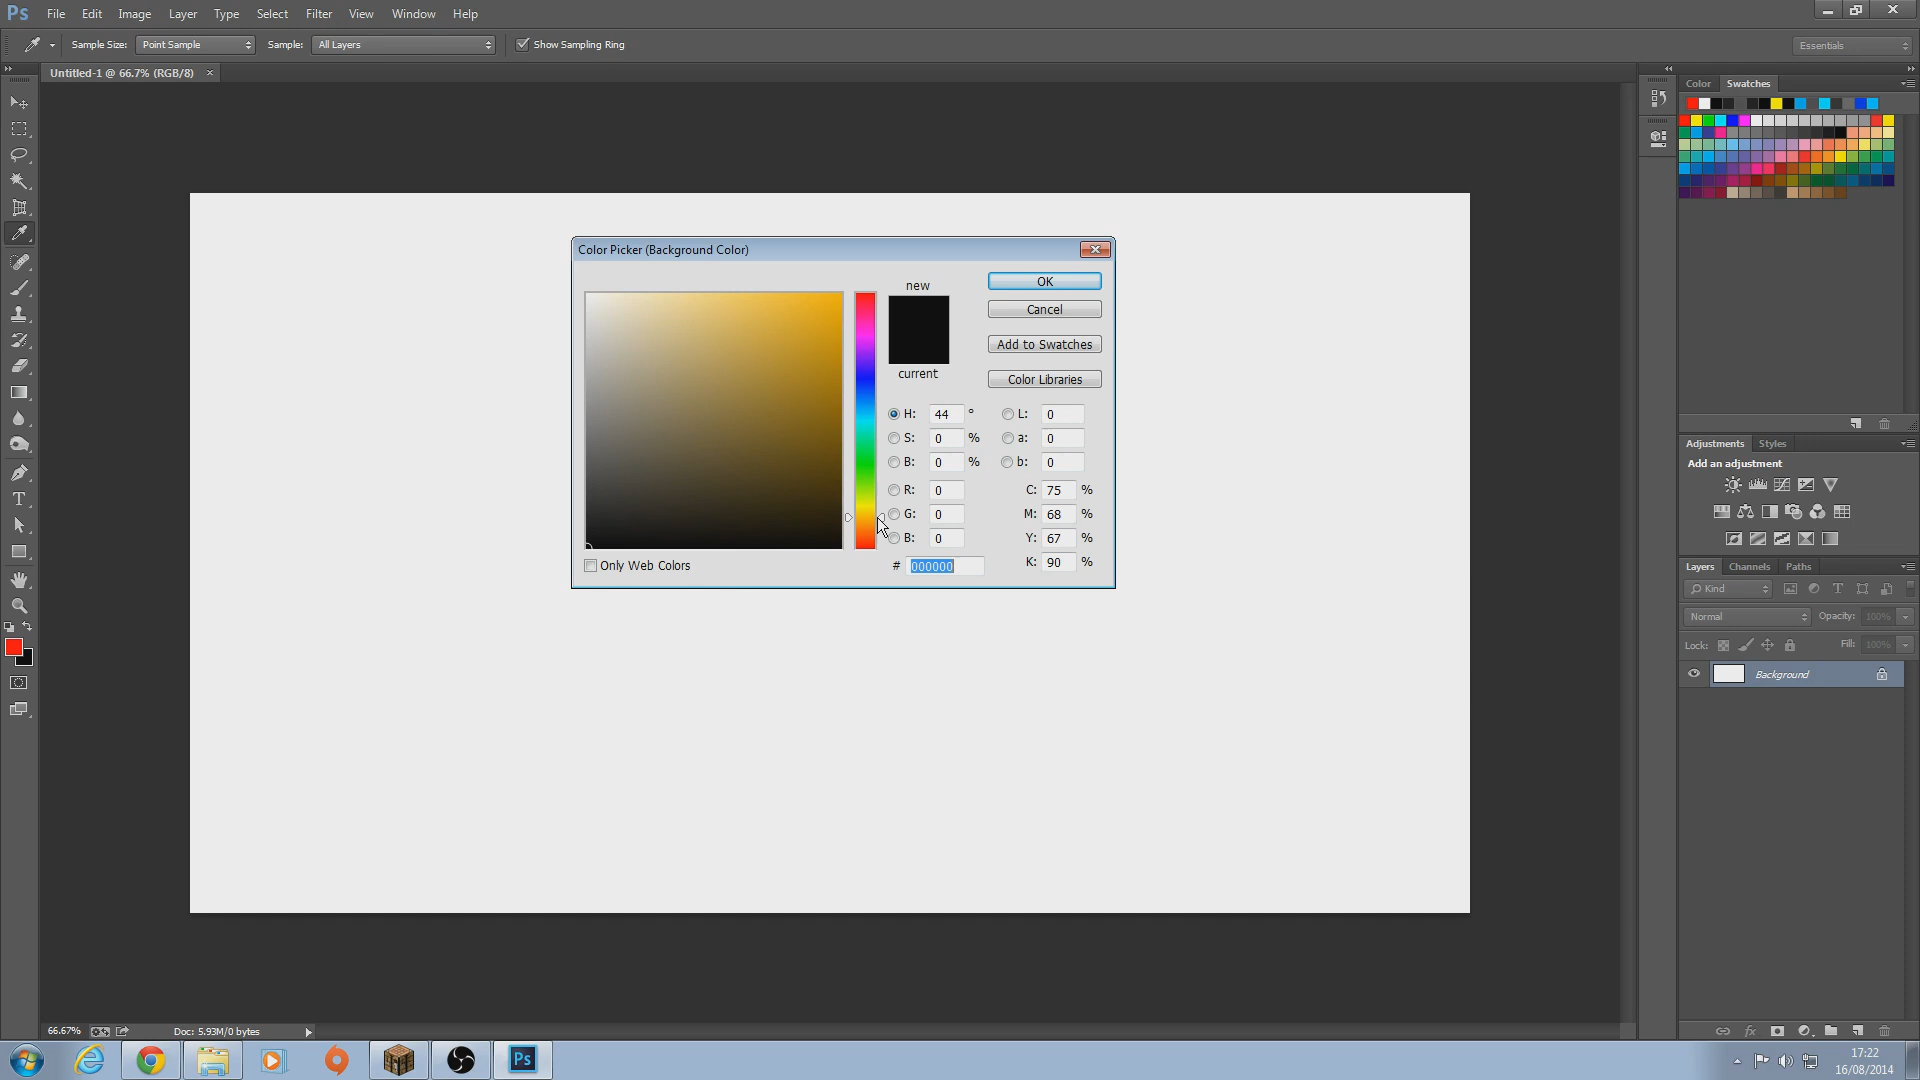 Ps File Edit Image Layer Type Select Filter View Window Help
Sample Size: Point Sample Sample: All Layers Show Sampling Ring Essentials
Untitled-1 @ 66.7% (RGB/8) ×
Color Swatches
Color Picker (Background Color)
new
current
OK
Cancel
Add to Swatches
Color Libraries
H: 44 ° L: 0
S: 0 % a: 0
B: 0 % b: 0
R: 0 C: 75 %
G: 0 M: 68 %
B: 0 Y: 67 %
# 000000 K: 90 %
Only Web Colors
Adjustments Styles
Add an adjustment
Layers Channels Paths
Kind
Normal Opacity: 100%
Lock: Fill: 100%
Background
66.67% Doc: 5.93M/0 bytes
Ps
17:22
16/08/2014